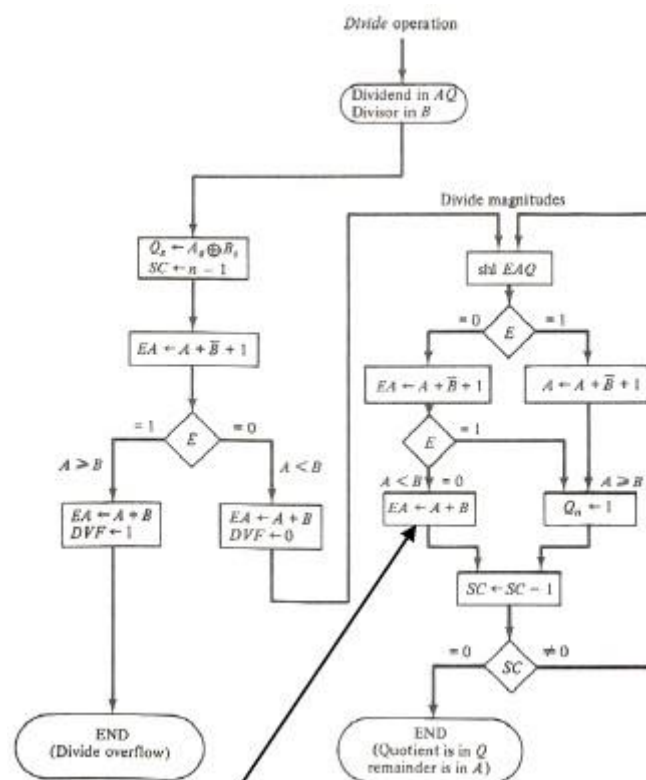 Divide operation
Dividend in AQ
Divisor in B
Qₛ ← Aₛ ⊕ Bₛ
SC ← n − 1
EA ← A + B̅ + 1
= 1
E
= 0
A ≥ B
A < B
EA ← A + B
DVF ← 1
EA ← A + B
DVF ← 0
END
(Divide overflow)
Divide magnitudes
shl EAQ
= 0
E
= 1
EA ← A + B̅ + 1
A ← A + B̅ + 1
E
= 1
A < B
= 0
A ≥ B
EA ← A + B
Qₙ ← 1
SC ← SC − 1
= 0
SC
≠ 0
END
(Quotient is in Q
remainder is in A)